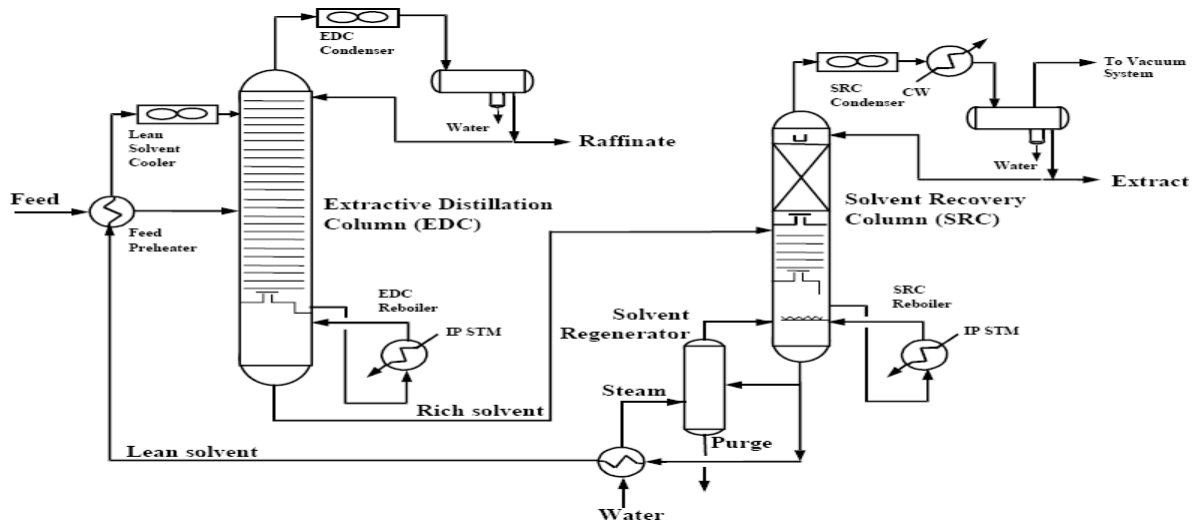 EDC
Condenser
Water
Raffinate
Lean
Solvent
Cooler
Feed
Feed
Preheater
Extractive Distillation
Column (EDC)
EDC
Reboiler
IP STM
Rich solvent
Lean solvent
SRC
Condenser
CW
To Vacuum
System
Water
Extract
Solvent Recovery
Column (SRC)
SRC
Reboiler
IP STM
Solvent
Regenerator
Steam
Purge
Water